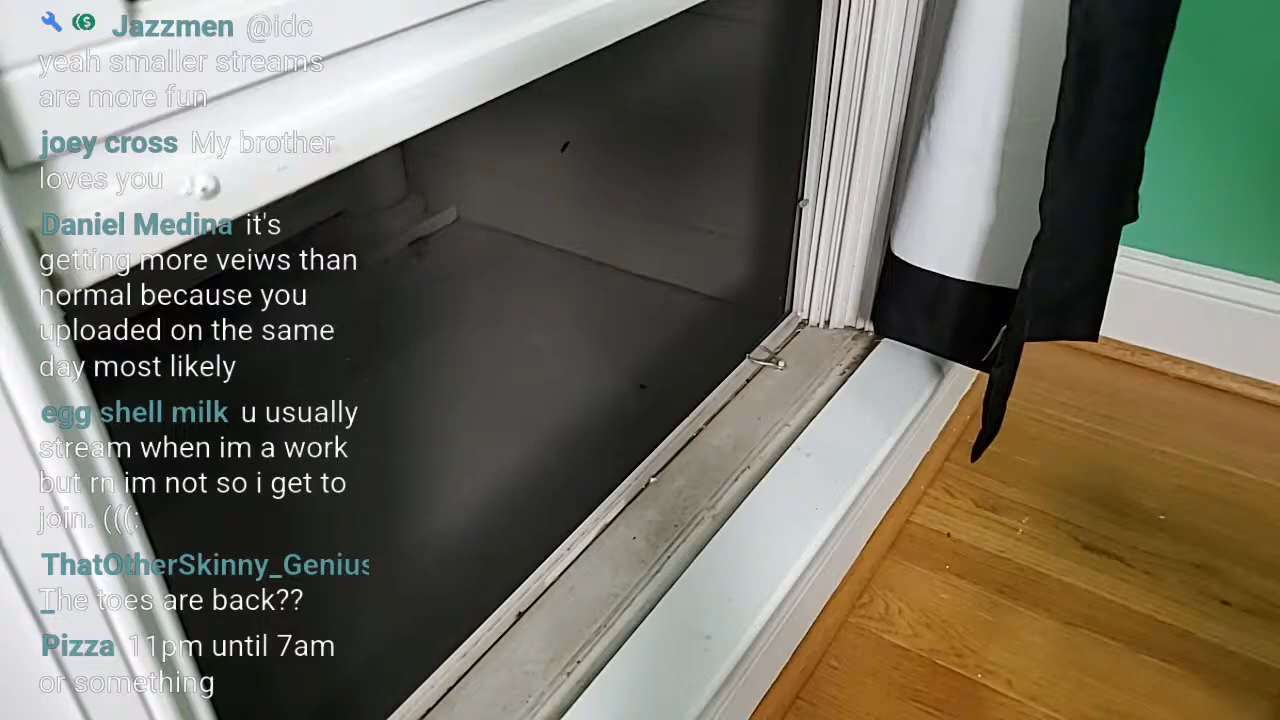 Jazzmen @idc
yeah smaller streams
are more fun
joey cross My brother
loves you
Daniel Medina it's
getting more veiws than
normal because you
uploaded on the same
day most likely
egg shell milk u usually
stream when im a work
but rn im not so i get to
join. (((:
ThatOtherSkinny_Genius
_The toes are back??
Pizza 11pm until 7am
or something